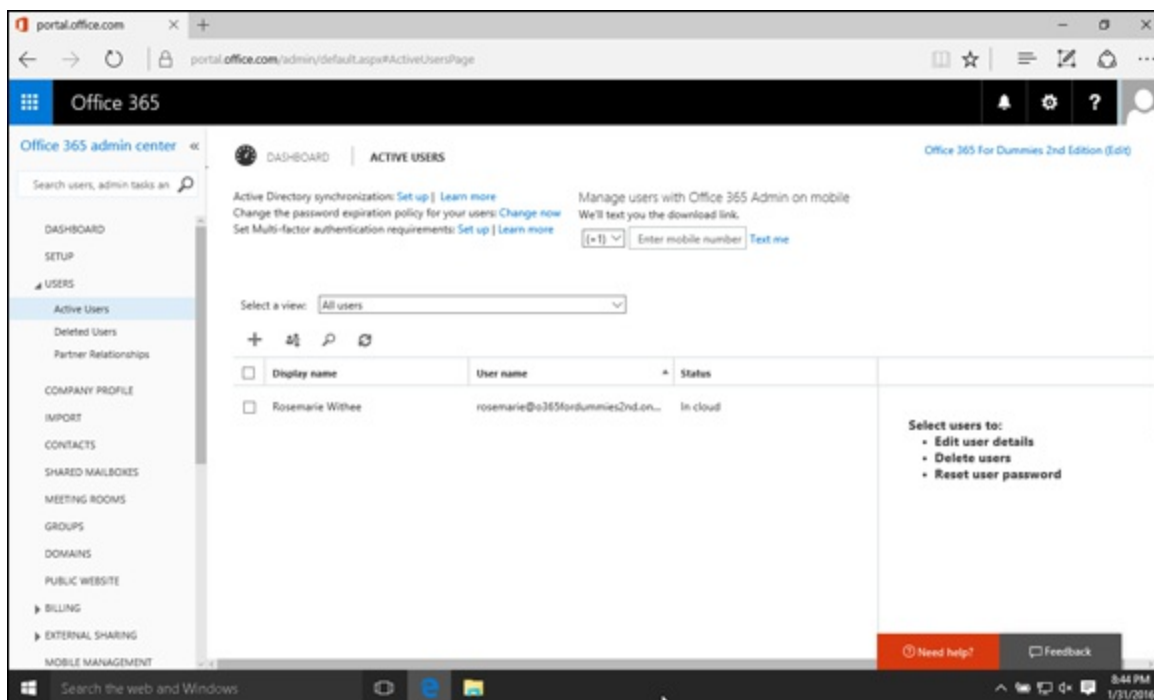 portal.office.com
portal.office.com/admin/default.aspx#ActiveUsersPage
Office 365
?
Office 365 admin center «
Search users, admin tasks an
DASHBOARD
SETUP
USERS
Active Users
Deleted Users
Partner Relationships
COMPANY PROFILE
IMPORT
CONTACTS
SHARED MAILBOXES
MEETING ROOMS
GROUPS
DOMAINS
PUBLIC WEBSITE
BILLING
EXTERNAL SHARING
MOBILE MANAGEMENT
DASHBOARD | ACTIVE USERS
Office 365 For Dummies 2nd Edition (Edit)
Active Directory synchronization: Set up | Learn more
Change the password expiration policy for your users: Change now
Set Multi-factor authentication requirements: Set up | Learn more
Manage users with Office 365 Admin on mobile
We'll text you the download link.
(+1) Enter mobile number Text me
Select a view: All users
Display name User name Status
Rosemarie Withee rosemarie@o365fordummies2nd.on... In cloud
Select users to:
• Edit user details
• Delete users
• Reset user password
Need help? Feedback
Search the web and Windows
8:44 PM
1/31/2016